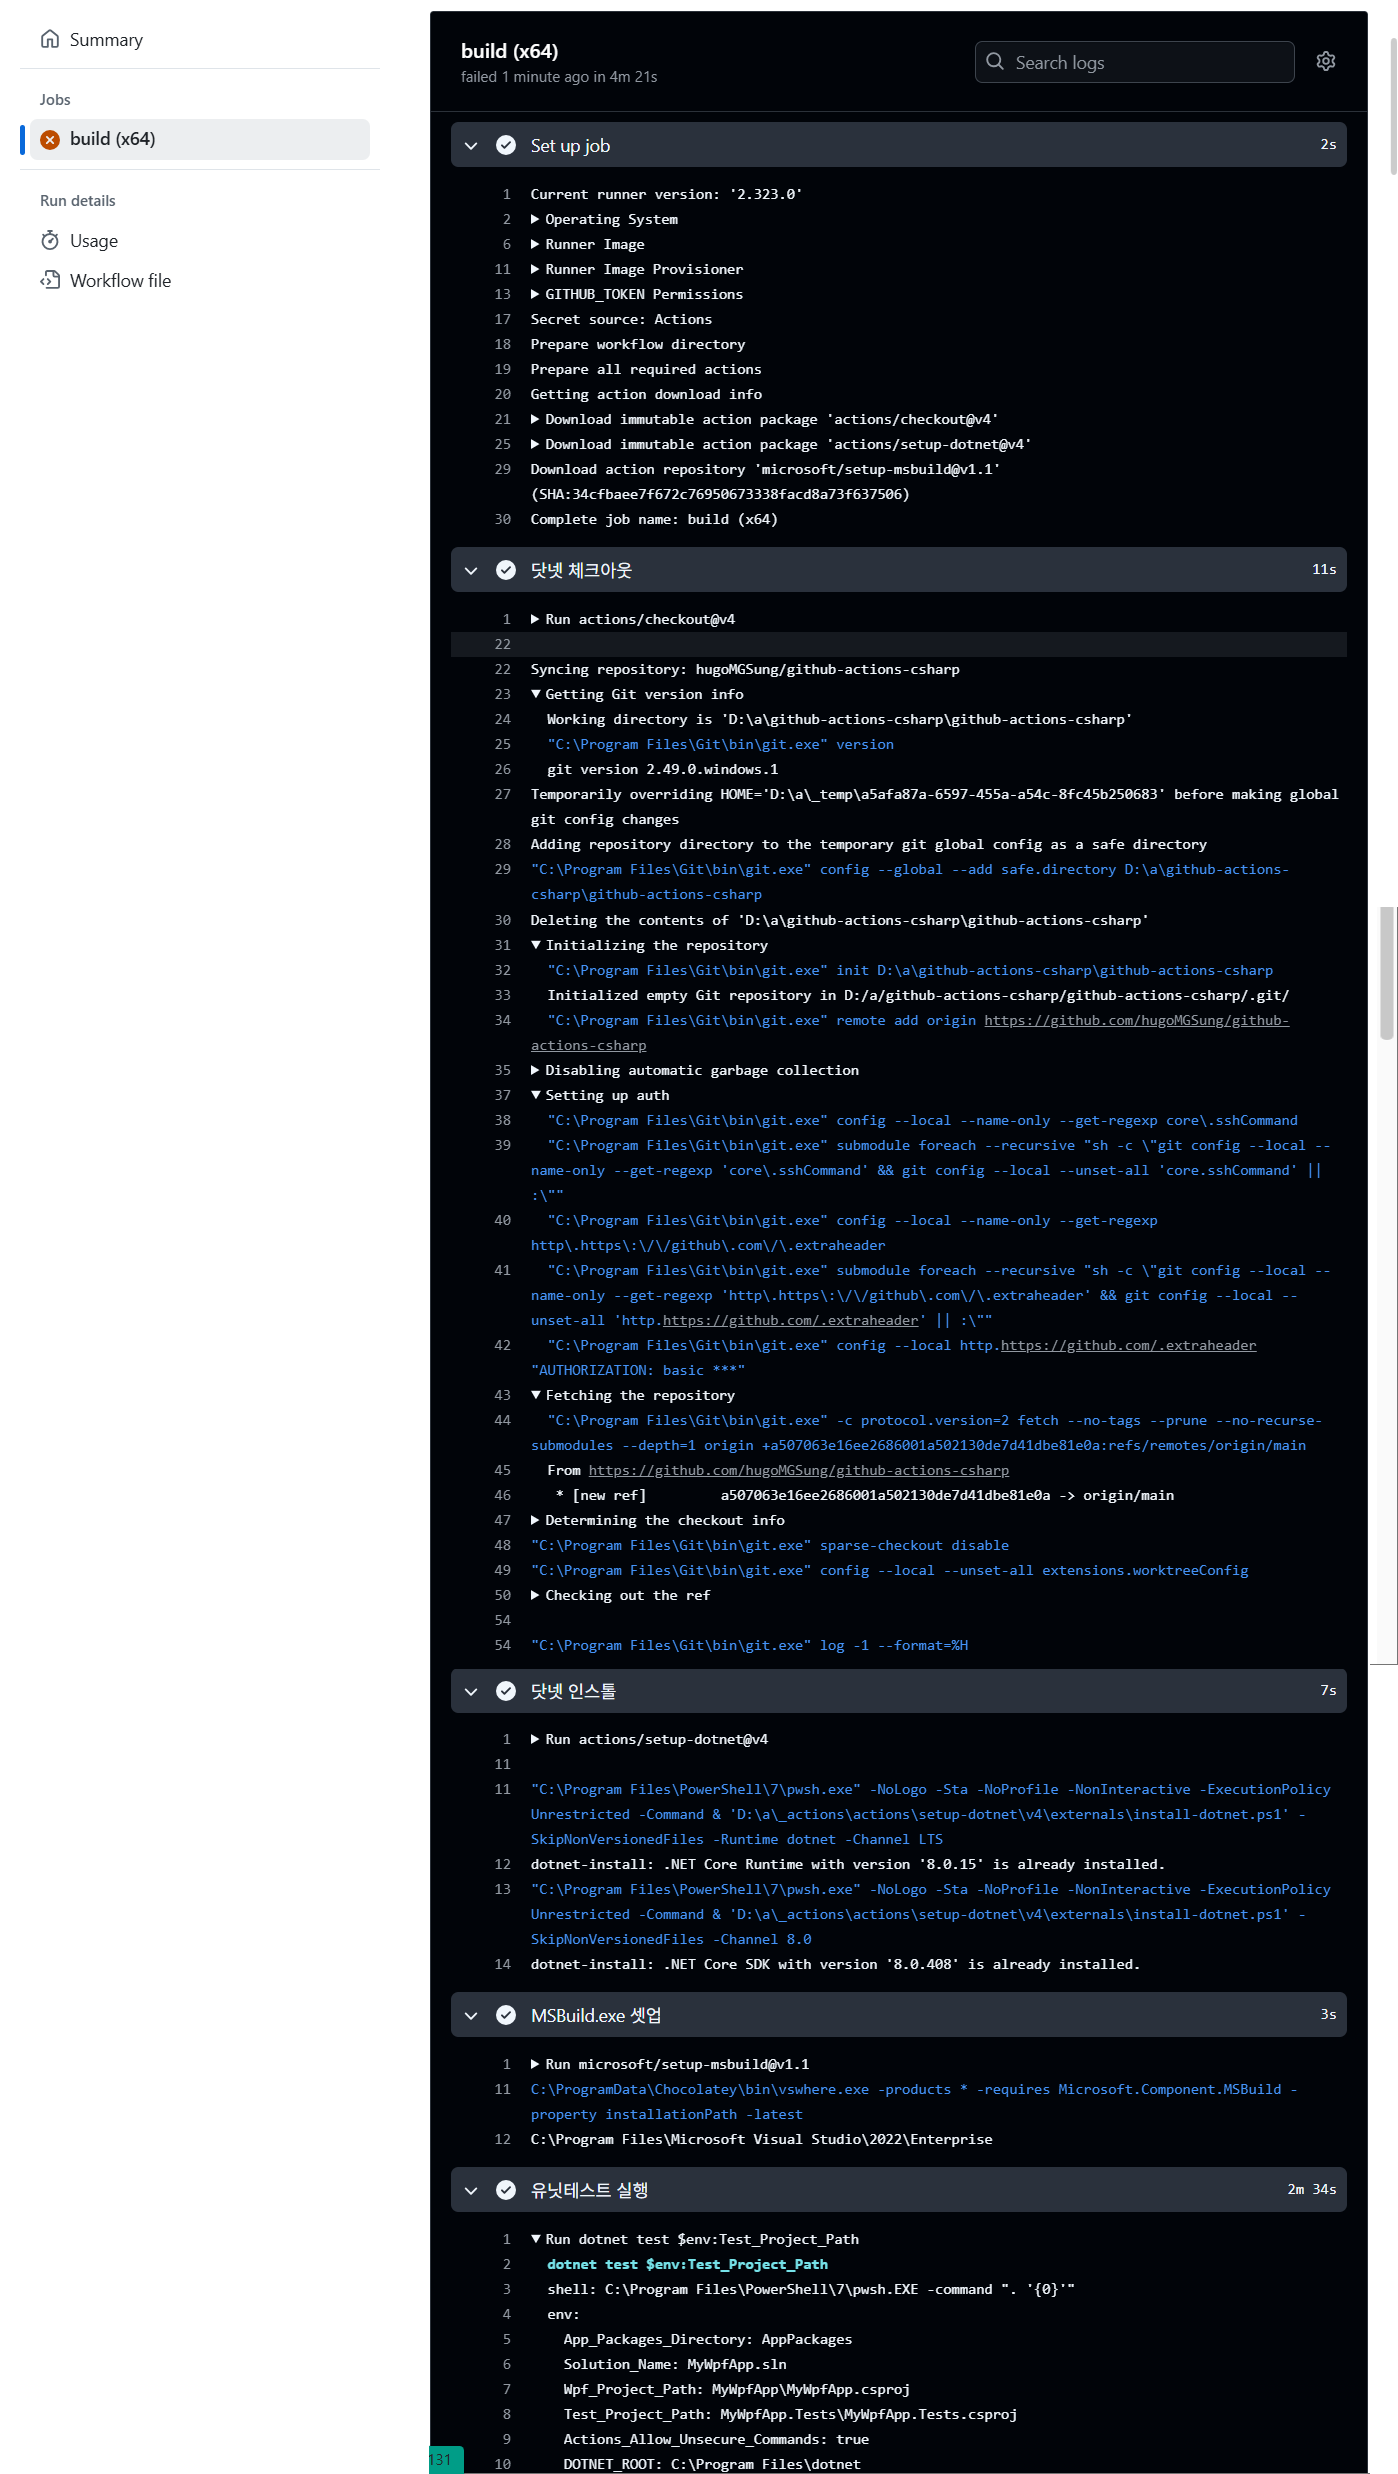 Summary
Jobs
build (x64)
Run details
Usage
Workflow file
build (x64)
failed 1 minute ago in 4m 21s
Search logs
Set up job 2s
1 Current runner version: '2.323.0'
2 Operating System
6 Runner Image
11 Runner Image Provisioner
13 GITHUB_TOKEN Permissions
17 Secret source: Actions
18 Prepare workflow directory
19 Prepare all required actions
20 Getting action download info
21 Download immutable action package 'actions/checkout@v4'
25 Download immutable action package 'actions/setup-dotnet@v4'
29 Download action repository 'microsoft/setup-msbuild@v1.1'
(SHA:34cfbaee7f672c76950673338facd8a73f637506)
30 Complete job name: build (x64)
닷넷 체크아웃 11s
1 Run actions/checkout@v4
22
22 Syncing repository: hugoMGSung/github-actions-csharp
23 Getting Git version info
24 Working directory is 'D:\a\github-actions-csharp\github-actions-csharp'
25 "C:\Program Files\Git\bin\git.exe" version
26 git version 2.49.0.windows.1
27 Temporarily overriding HOME='D:\a\_temp\a5afa87a-6597-455a-a54c-8fc45b250683' before making global
git config changes
28 Adding repository directory to the temporary git global config as a safe directory
29 "C:\Program Files\Git\bin\git.exe" config --global --add safe.directory D:\a\github-actions-
csharp\github-actions-csharp
30 Deleting the contents of 'D:\a\github-actions-csharp\github-actions-csharp'
31 Initializing the repository
32 "C:\Program Files\Git\bin\git.exe" init D:\a\github-actions-csharp\github-actions-csharp
33 Initialized empty Git repository in D:/a/github-actions-csharp/github-actions-csharp/.git/
34 "C:\Program Files\Git\bin\git.exe" remote add origin https://github.com/hugoMGSung/github-
actions-csharp
35 Disabling automatic garbage collection
37 Setting up auth
38 "C:\Program Files\Git\bin\git.exe" config --local --name-only --get-regexp core\.sshCommand
39 "C:\Program Files\Git\bin\git.exe" submodule foreach --recursive "sh -c \"git config --local --
name-only --get-regexp 'core\.sshCommand' && git config --local --unset-all 'core.sshCommand' ||
:\""
40 "C:\Program Files\Git\bin\git.exe" config --local --name-only --get-regexp
http\.https\:\/\/github\.com\/\.extraheader
41 "C:\Program Files\Git\bin\git.exe" submodule foreach --recursive "sh -c \"git config --local --
name-only --get-regexp 'http\.https\:\/\/github\.com\/\.extraheader' && git config --local --
unset-all 'http.https://github.com/.extraheader' || :\""
42 "C:\Program Files\Git\bin\git.exe" config --local http.https://github.com/.extraheader
"AUTHORIZATION: basic ***"
43 Fetching the repository
44 "C:\Program Files\Git\bin\git.exe" -c protocol.version=2 fetch --no-tags --prune --no-recurse-
submodules --depth=1 origin +a507063e16ee2686001a502130de7d41dbe81e0a:refs/remotes/origin/main
45 From https://github.com/hugoMGSung/github-actions-csharp
46 * [new ref] a507063e16ee2686001a502130de7d41dbe81e0a -> origin/main
47 Determining the checkout info
48 "C:\Program Files\Git\bin\git.exe" sparse-checkout disable
49 "C:\Program Files\Git\bin\git.exe" config --local --unset-all extensions.worktreeConfig
50 Checking out the ref
54
54 "C:\Program Files\Git\bin\git.exe" log -1 --format=%H
닷넷 인스톨 7s
1 Run actions/setup-dotnet@v4
11
11 "C:\Program Files\PowerShell\7\pwsh.exe" -NoLogo -Sta -NoProfile -NonInteractive -ExecutionPolicy
Unrestricted -Command & 'D:\a\_actions\actions\setup-dotnet\v4\externals\install-dotnet.ps1' -
SkipNonVersionedFiles -Runtime dotnet -Channel LTS
12 dotnet-install: .NET Core Runtime with version '8.0.15' is already installed.
13 "C:\Program Files\PowerShell\7\pwsh.exe" -NoLogo -Sta -NoProfile -NonInteractive -ExecutionPolicy
Unrestricted -Command & 'D:\a\_actions\actions\setup-dotnet\v4\externals\install-dotnet.ps1' -
SkipNonVersionedFiles -Channel 8.0
14 dotnet-install: .NET Core SDK with version '8.0.408' is already installed.
MSBuild.exe 셋업 3s
1 Run microsoft/setup-msbuild@v1.1
11 C:\ProgramData\Chocolatey\bin\vswhere.exe -products * -requires Microsoft.Component.MSBuild -
property installationPath -latest
12 C:\Program Files\Microsoft Visual Studio\2022\Enterprise
유닛테스트 실행 2m 34s
1 Run dotnet test $env:Test_Project_Path
2 dotnet test $env:Test_Project_Path
3 shell: C:\Program Files\PowerShell\7\pwsh.EXE -command ". '{0}'"
4 env:
5 App_Packages_Directory: AppPackages
6 Solution_Name: MyWpfApp.sln
7 Wpf_Project_Path: MyWpfApp\MyWpfApp.csproj
8 Test_Project_Path: MyWpfApp.Tests\MyWpfApp.Tests.csproj
9 Actions_Allow_Unsecure_Commands: true
10 DOTNET_ROOT: C:\Program Files\dotnet
131